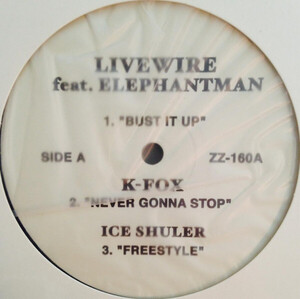 LIVEWIRE
feat. ELEPHANTMAN
1. "BUST IT UP"
SIDE A ZZ-160A
K-FOX
2. "NEVER GONNA STOP"
ICE SHULER
3. "FREESTYLE"